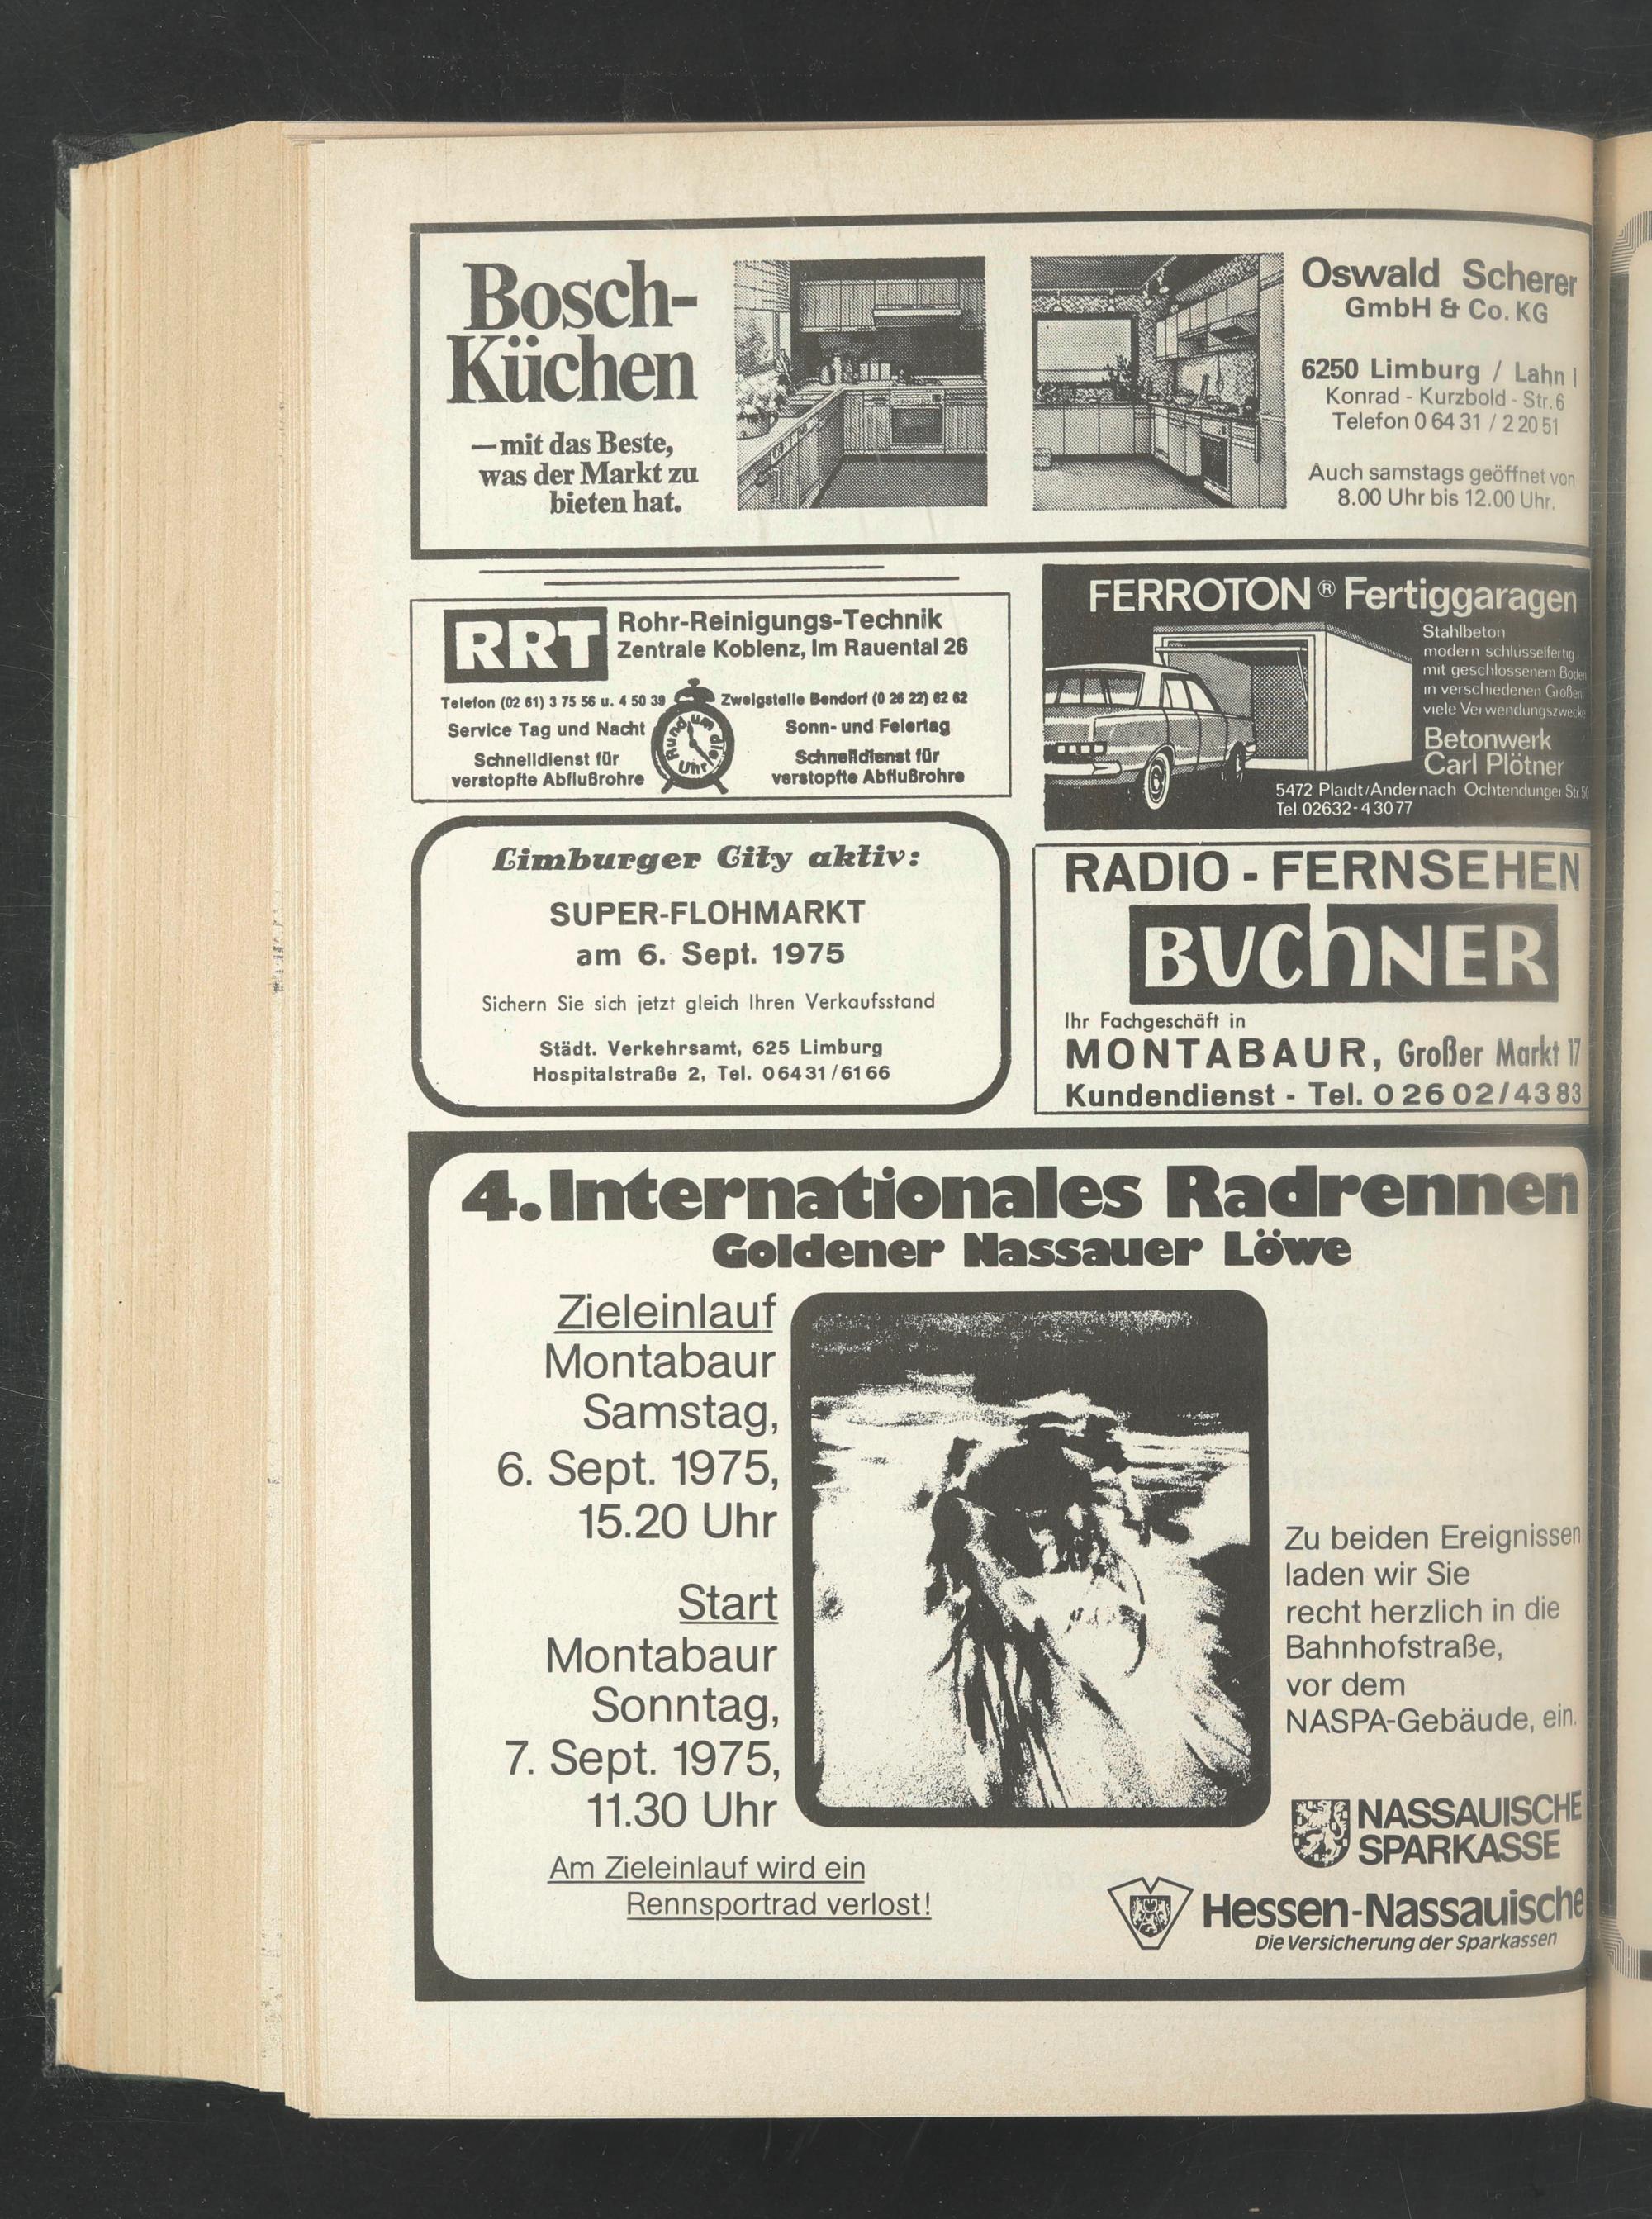 Bosch-
Küchen
—mit das Beste,
was der Markt zu
bieten hat.
Oswald Scherer
GmbH & Co. KG
6250 Limburg / Lahn 1
Konrad - Kurzbold - Str. 6
Telefon 0 64 31 / 2 20 51
Auch samstags geöffnet von
8.00 Uhr bis 12.00 Uhr.
RRT
Rohr-Reinigungs-Technik
Zentrale Koblenz, Im Rauental 26
Telefon (02 61) 3 75 56 u. 4 50 39
Zweigstelle Bendorf (0 26 22) 62 62
Service Tag und Nacht
Schnelldienst für
verstopfte Abflußrohre
Rund um die Uhr
Sonn- und Feiertag
Schnelldienst für
verstopfte Abflußrohre
FERROTON ® Fertiggaragen
Stahlbeton
modern schlüsselfertig
mit geschlossenem Boden
in verschiedenen Größen
viele Verwendungszwecke
Betonwerk
Carl Plötner
5472 Plaidt/Andernach Ochtendunger Str. 50
Tel. 02632-43077
Limburger City aktiv:
SUPER-FLOHMARKT
am 6. Sept. 1975
Sichern Sie sich jetzt gleich Ihren Verkaufsstand
Städt. Verkehrsamt, 625 Limburg
Hospitalstraße 2, Tel. 06431/6166
RADIO - FERNSEHEN
BUCHNER
Ihr Fachgeschäft in
MONTABAUR, Großer Markt 17
Kundendienst - Tel. 0 26 02/43 83
4. Internationales Radrennen
Goldener Nassauer Löwe
Zieleinlauf
Montabaur
Samstag,
6. Sept. 1975,
15.20 Uhr
Start
Montabaur
Sonntag,
7. Sept. 1975,
11.30 Uhr
Am Zieleinlauf wird ein
Rennsportrad verlost!
Zu beiden Ereignissen
laden wir Sie
recht herzlich in die
Bahnhofstraße,
vor dem
NASPA-Gebäude, ein.
NASSAUISCHE
SPARKASSE
Hessen-Nassauische
Die Versicherung der Sparkassen